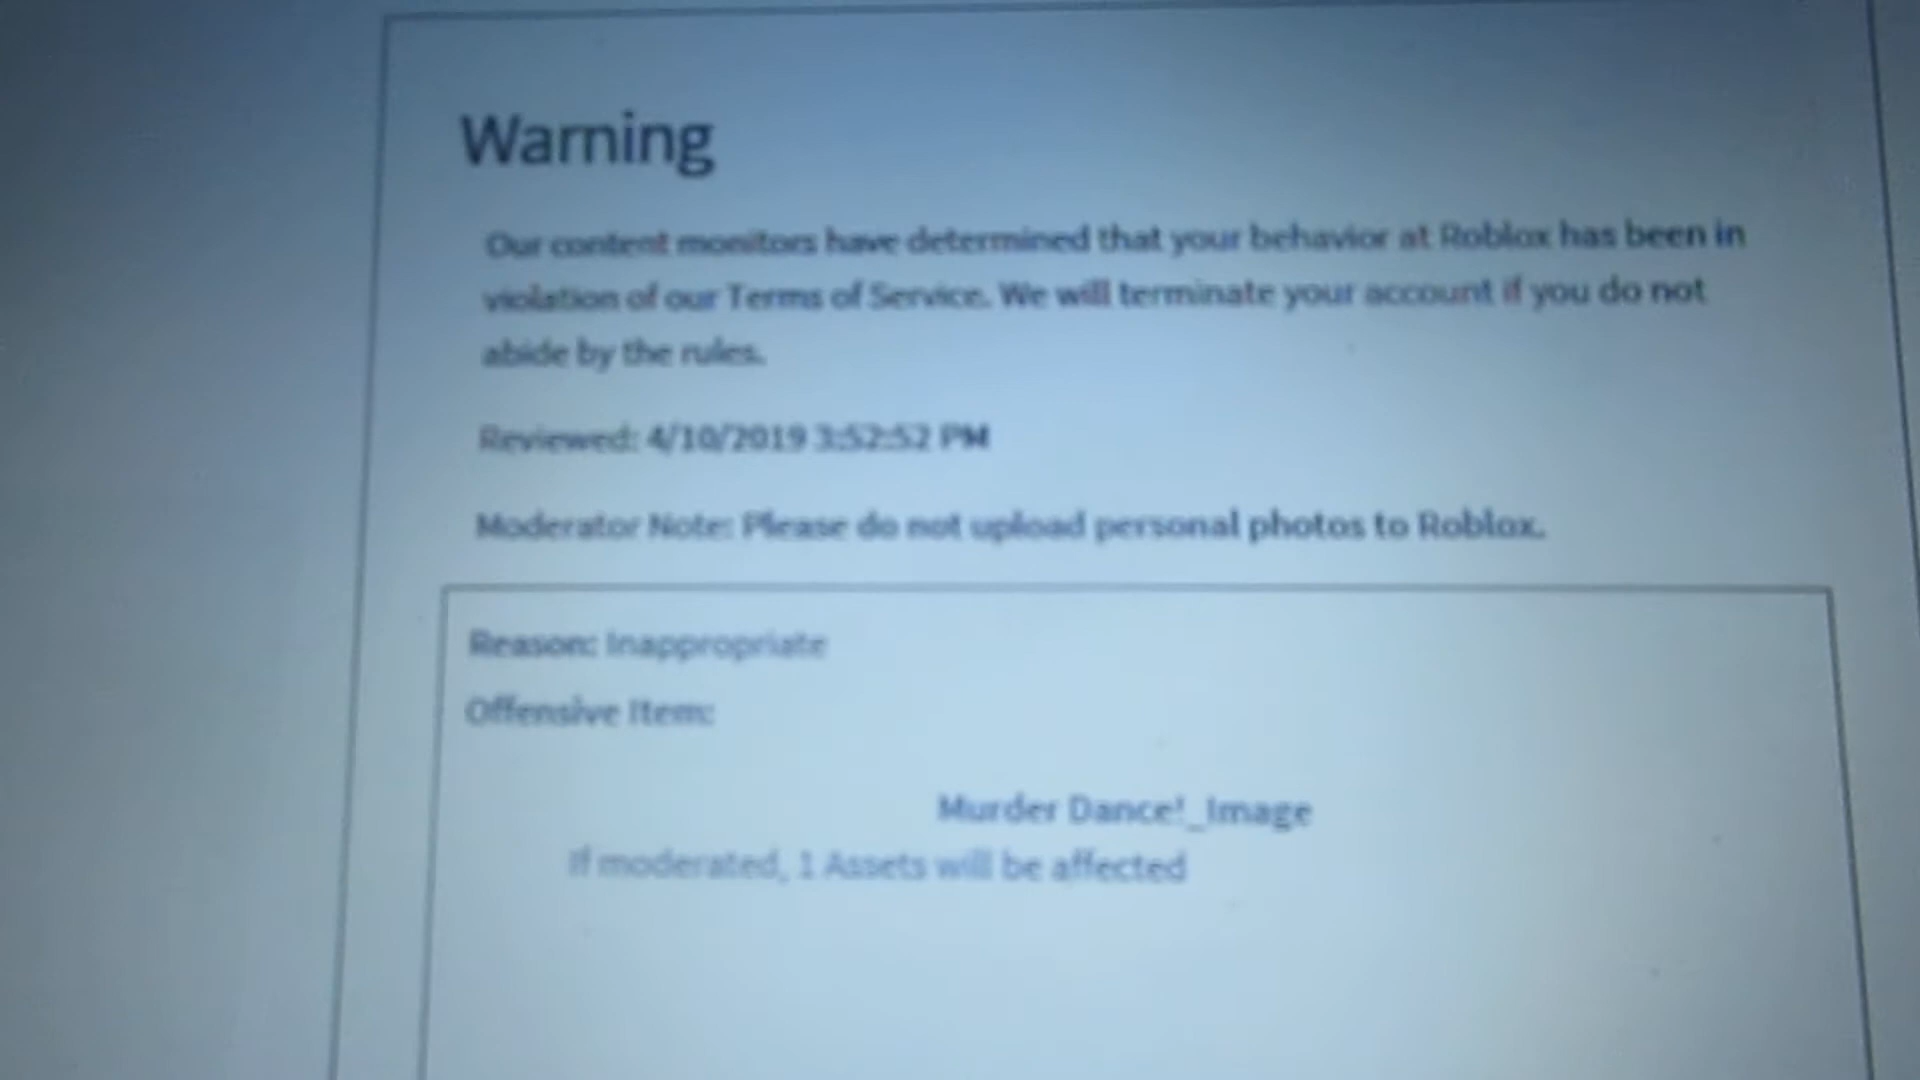 Warning
Our content monitors have determined that your behavior at Roblox has been in
violation of our Terms of Service. We will terminate your account if you do not
abide by the rules.
Reviewed: 4/10/2019 3:52:52 PM
Moderator Note: Please do not upload personal photos to Roblox.
Reason: Inappropriate
Offensive Item:
Murder Dance!_Image
If moderated, 1 Assets will be affected